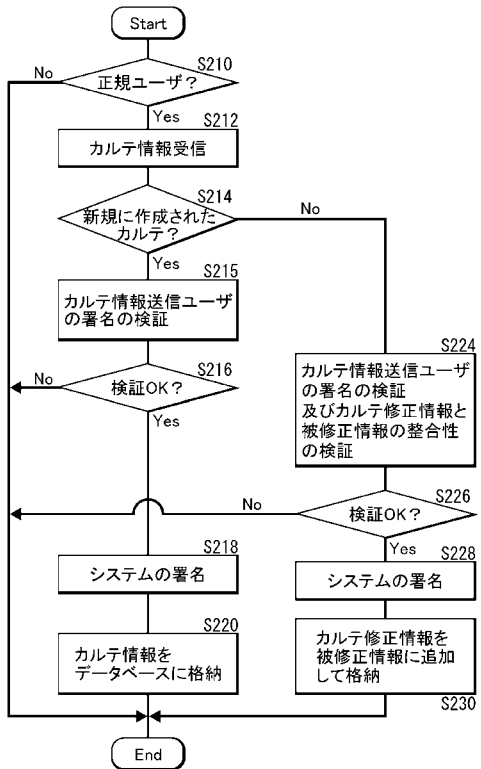 Start
S210
No
正規ユーザ?
Yes
S212
カルテ情報受信
S214
新規に作成された
カルテ?
No
Yes
S215
カルテ情報送信ユーザ
の署名の検証
S216
No
検証OK?
Yes
S224
カルテ情報送信ユーザ
の署名の検証
及びカルテ修正情報と
被修正情報の整合性
の検証
S226
No
検証OK?
Yes
S218
システムの署名
S228
システムの署名
S220
カルテ情報を
データベースに格納
カルテ修正情報を
被修正情報に追加
して格納
S230
End